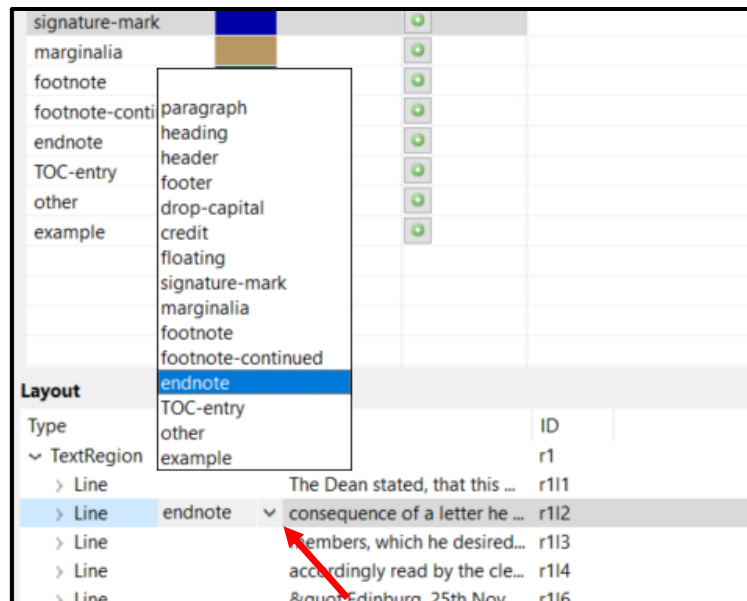 signature-mark
marginalia
footnote
footnote-conti
endnote
TOC-entry
other
example
paragraph
heading
header
footer
drop-capital
credit
floating
signature-mark
marginalia
footnote
footnote-continued
endnote
TOC-entry
other
example
Layout
Type ID
TextRegion r1
Line The Dean stated, that this ... r1l1
Line endnote consequence of a letter he ... r1l2
Line members, which he desired... r1l3
Line accordingly read by the cle... r1l4
Line &quot Edinburg, 25th Nov r1l6